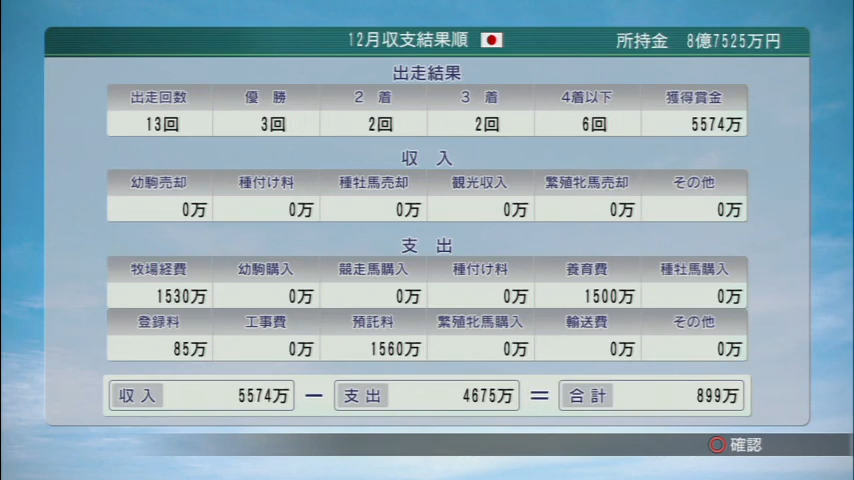 12月収支結果順 所持金 8億7525万円
出走結果
出走回数 優勝 2着 3着 4着以下 獲得賞金
13回 3回 2回 2回 6回 5574万
収入
幼駒売却 種付け料 種牡馬売却 観光収入 繁殖牝馬売却 その他
0万 0万 0万 0万 0万 0万
支出
牧場経費 幼駒購入 競走馬購入 種付け料 養育費 種牡馬購入
1530万 0万 0万 0万 1500万 0万
登録料 工事費 預託料 繁殖牝馬購入 輸送費 その他
85万 0万 1560万 0万 0万 0万
収入 5574万 － 支出 4675万 ＝ 合計 899万
確認